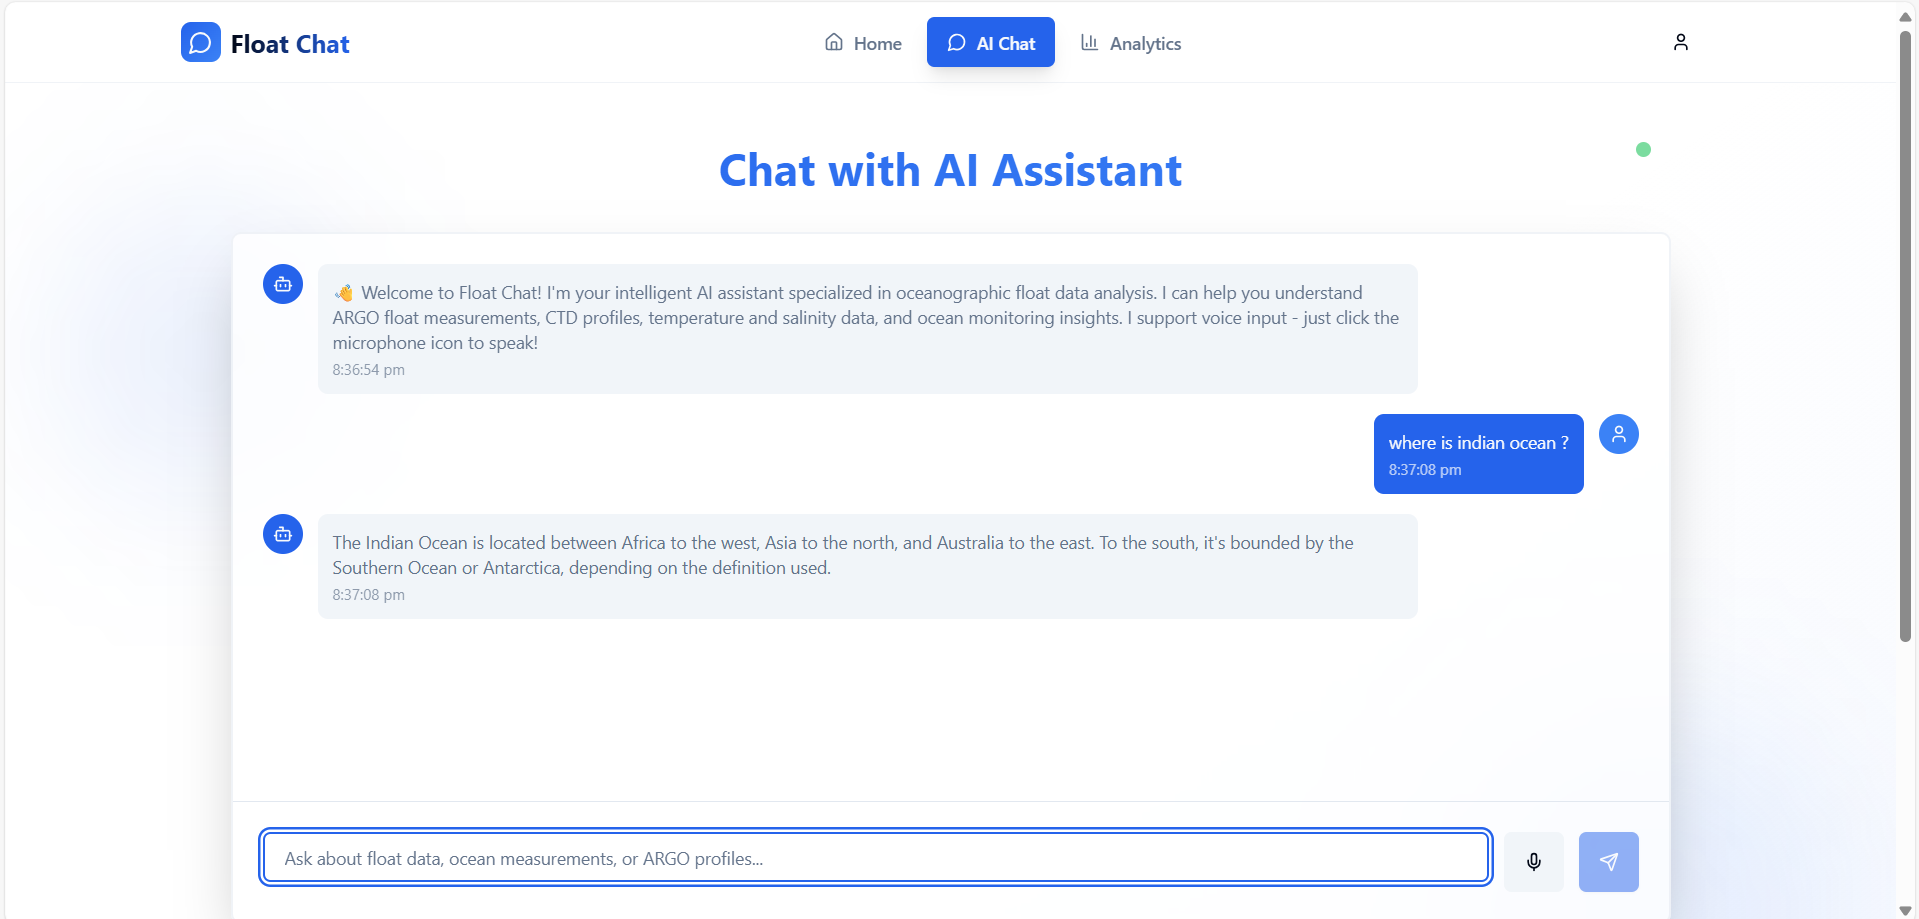 Float Chat
Home
AI Chat
Analytics
Chat with AI Assistant
👋 Welcome to Float Chat! I'm your intelligent AI assistant specialized in oceanographic float data analysis. I can help you understand
ARGO float measurements, CTD profiles, temperature and salinity data, and ocean monitoring insights. I support voice input - just click the
microphone icon to speak!
8:36:54 pm
where is indian ocean ?
8:37:08 pm
The Indian Ocean is located between Africa to the west, Asia to the north, and Australia to the east. To the south, it's bounded by the
Southern Ocean or Antarctica, depending on the definition used.
8:37:08 pm
Ask about float data, ocean measurements, or ARGO profiles...